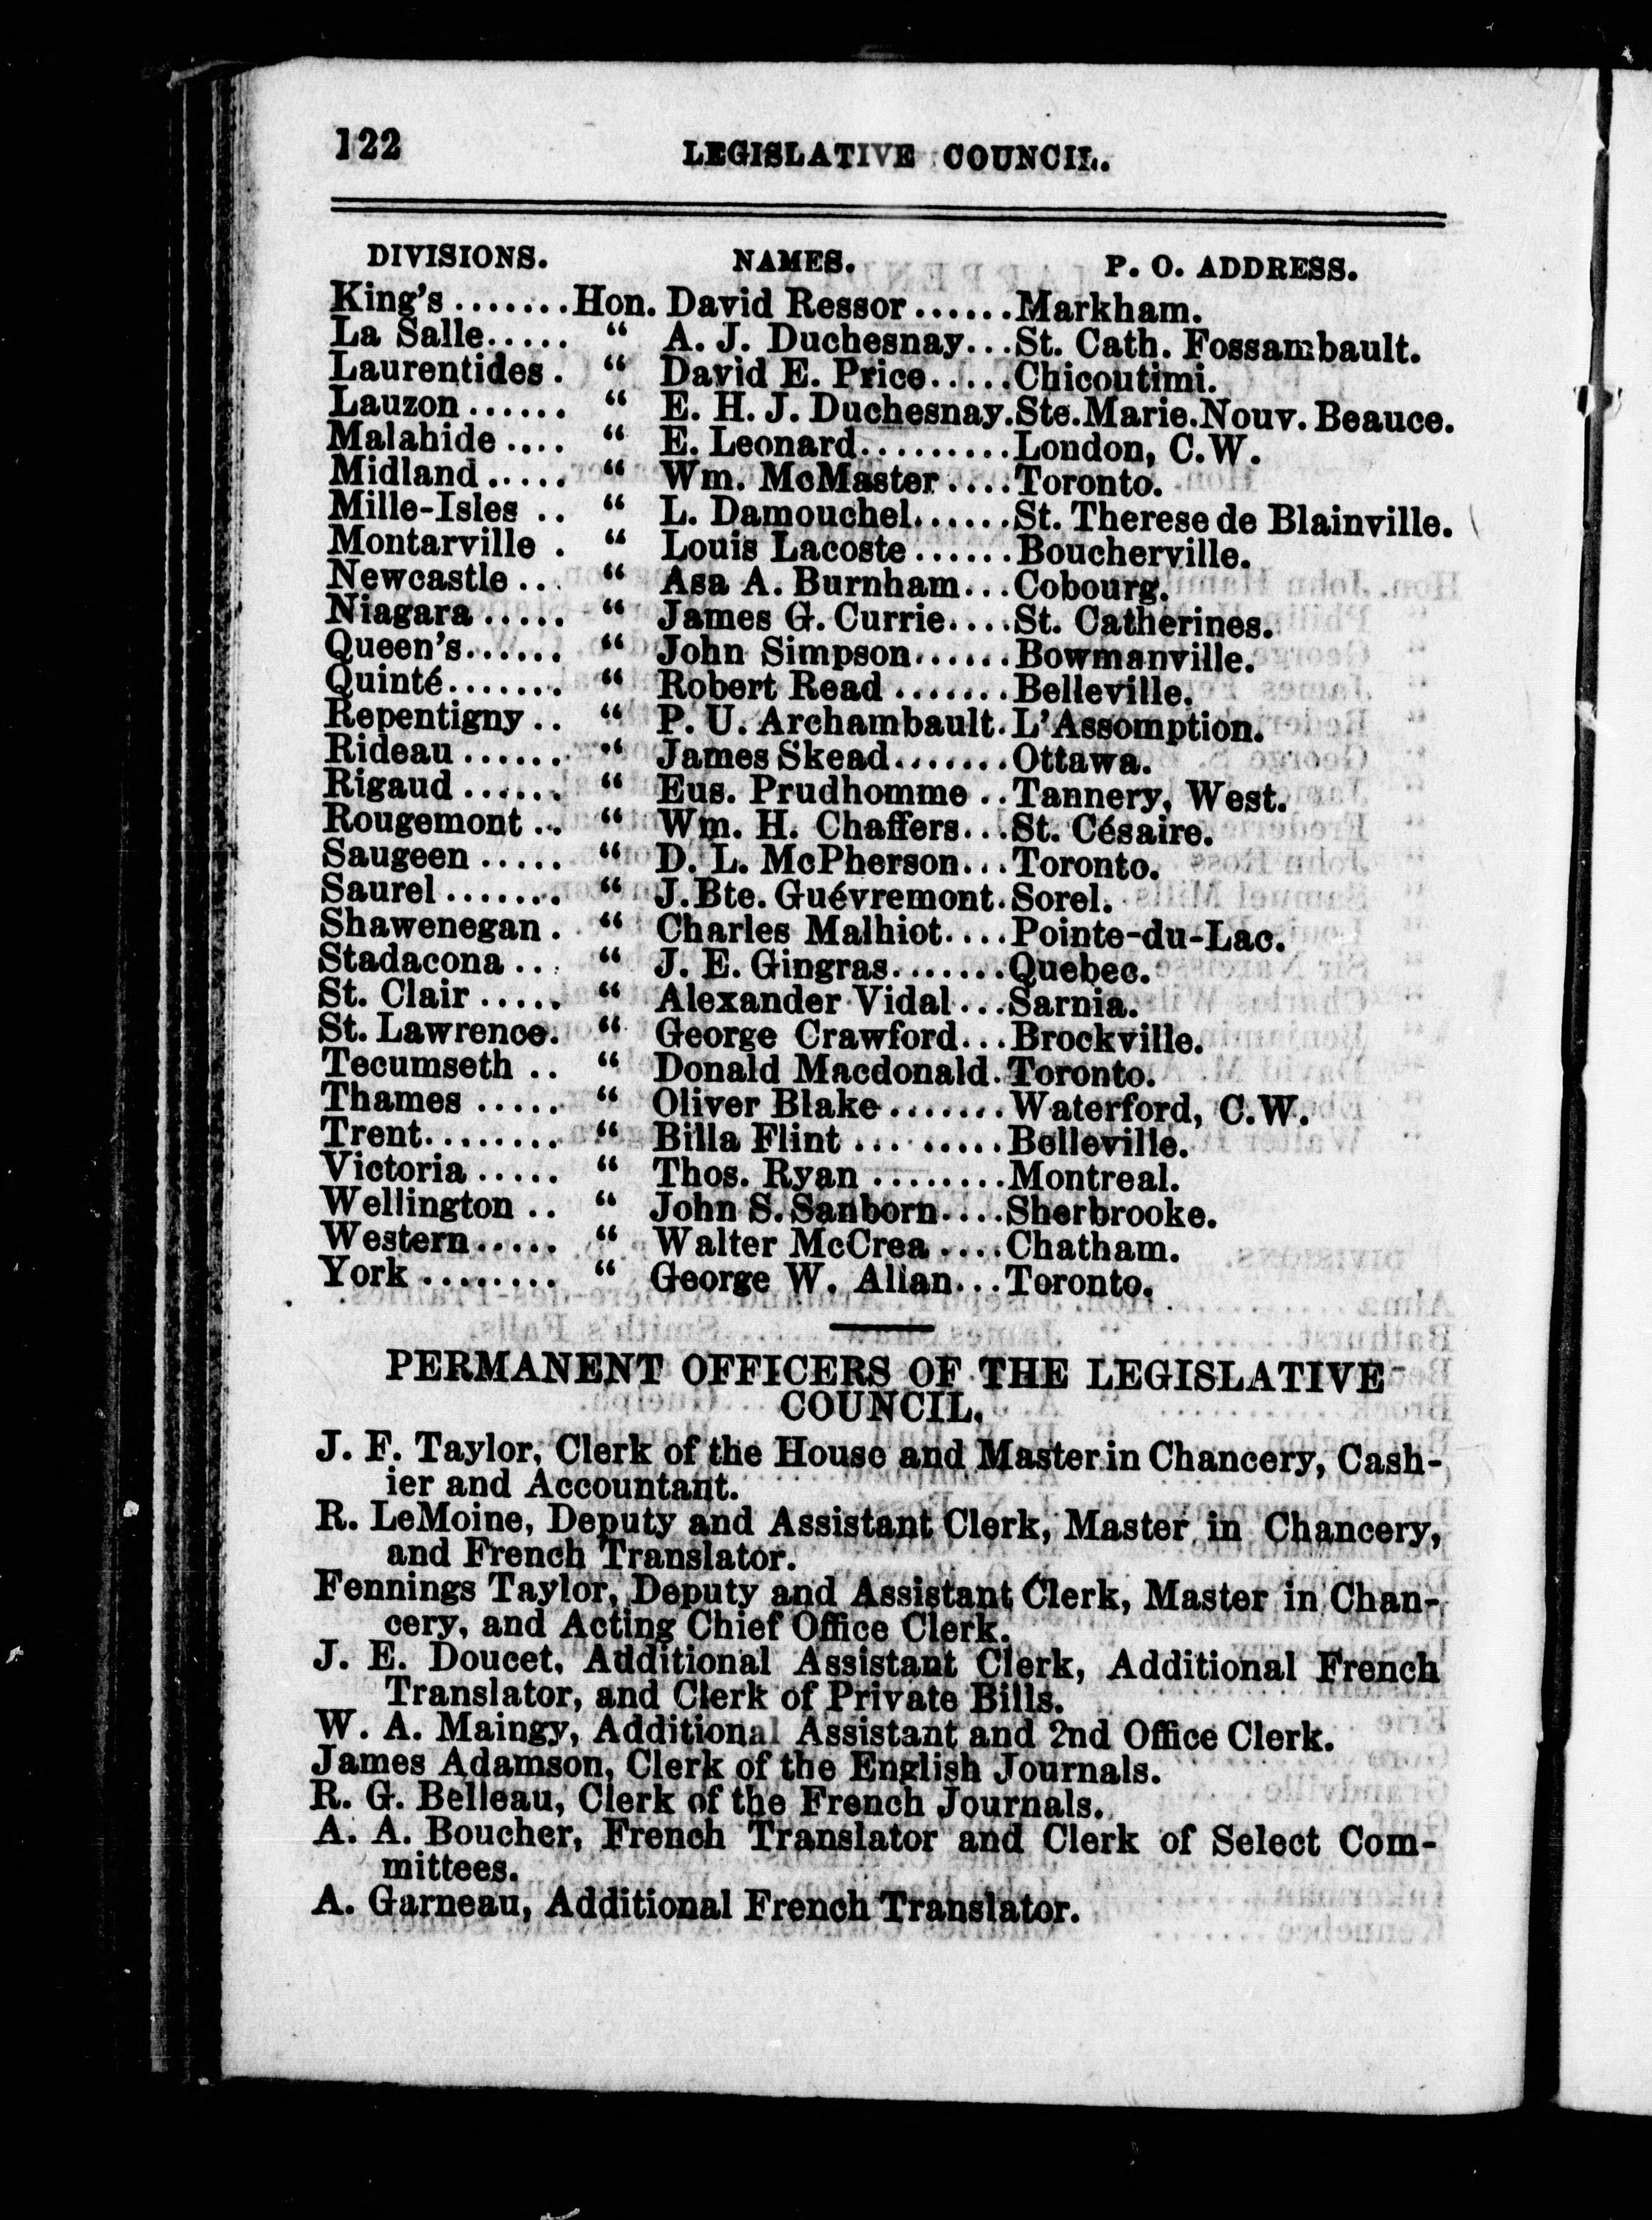 122 LEGISLATIVE COUNCIL.
DIVISIONS. NAMES. P. O. ADDRESS.
King's.......Hon. David Ressor......Markham.
La Salle..... " A. J. Duchesnay...St. Cath. Fossambault.
Laurentides. " David E. Price.....Chicoutimi.
Lauzon...... " E. H. J. Duchesnay.Ste.Marie.Nouv. Beauce.
Malahide.... " E. Leonard.........London, C.W.
Midland..... " Wm. McMaster....Toronto.
Mille-Isles.. " L. Damouchel......St. Therese de Blainville.
Montarville. " Louis Lacoste......Boucherville.
Newcastle... " Asa A. Burnham...Cobourg.
Niagara..... " James G. Currie....St. Catherines.
Queen's...... " John Simpson......Bowmanville.
Quinté....... " Robert Read.......Belleville.
Repentigny.. " P. U. Archambault.L'Assomption.
Rideau...... " James Skead.......Ottawa.
Rigaud...... " Eus. Prudhomme..Tannery, West.
Rougemont... " Wm. H. Chaffers...St. Césaire.
Saugeen..... " D. L. McPherson...Toronto.
Saurel....... " J. Bte. Guévremont.Sorel.
Shawenegan. " Charles Malhiot....Pointe-du-Lac.
Stadacona... " J. E. Gingras.......Quebec.
St. Clair..... " Alexander Vidal...Sarnia.
St. Lawrence. " George Crawford...Brockville.
Tecumseth.. " Donald Macdonald.Toronto.
Thames..... " Oliver Blake.......Waterford, C.W.
Trent........ " Billa Flint.........Belleville.
Victoria..... " Thos. Ryan........Montreal.
Wellington.. " John S. Sanborn....Sherbrooke.
Western..... " Walter McCrea....Chatham.
York........ " George W. Allan...Toronto.
PERMANENT OFFICERS OF THE LEGISLATIVE
COUNCIL.
J. F. Taylor, Clerk of the House and Master in Chancery, Cash-
ier and Accountant.
R. LeMoine, Deputy and Assistant Clerk, Master in Chancery,
and French Translator.
Fennings Taylor, Deputy and Assistant Clerk, Master in Chan-
cery, and Acting Chief Office Clerk.
J. E. Doucet, Additional Assistant Clerk, Additional French
Translator, and Clerk of Private Bills.
W. A. Maingy, Additional Assistant and 2nd Office Clerk.
James Adamson, Clerk of the English Journals.
R. G. Belleau, Clerk of the French Journals.
A. A. Boucher, French Translator and Clerk of Select Com-
mittees.
A. Garneau, Additional French Translator.